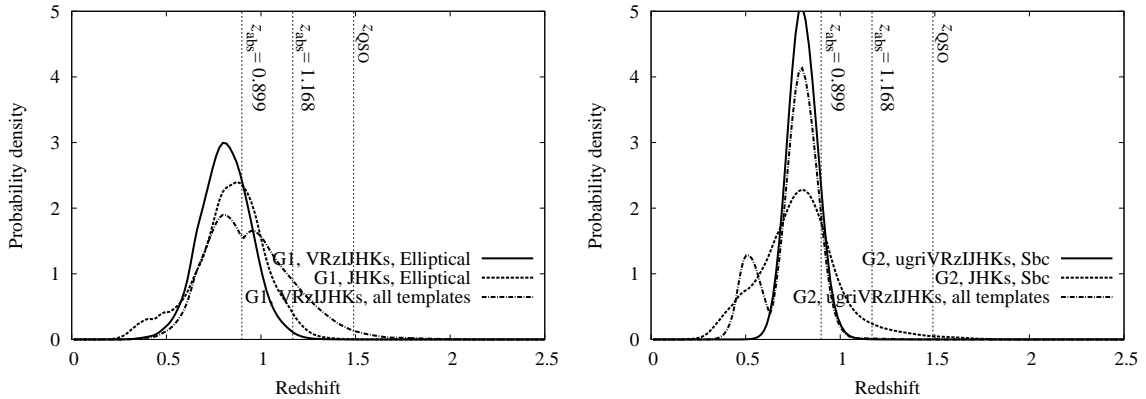 Probability density
5
4
3
2
1
0
0
0.5
1
1.5
2
2.5
Redshift
z_abs = 0.899
z_abs = 1.168
z_QSO
G1, VRzIJHKs, Elliptical
G1, JHKs, Elliptical
G1, VRzIJHKs, all templates
Probability density
5
4
3
2
1
0
0
0.5
1
1.5
2
2.5
Redshift
z_abs = 0.899
z_abs = 1.168
z_QSO
G2, ugriVRzIJHKs, Sbc
G2, JHKs, Sbc
G2, ugriVRzIJHKs, all templates